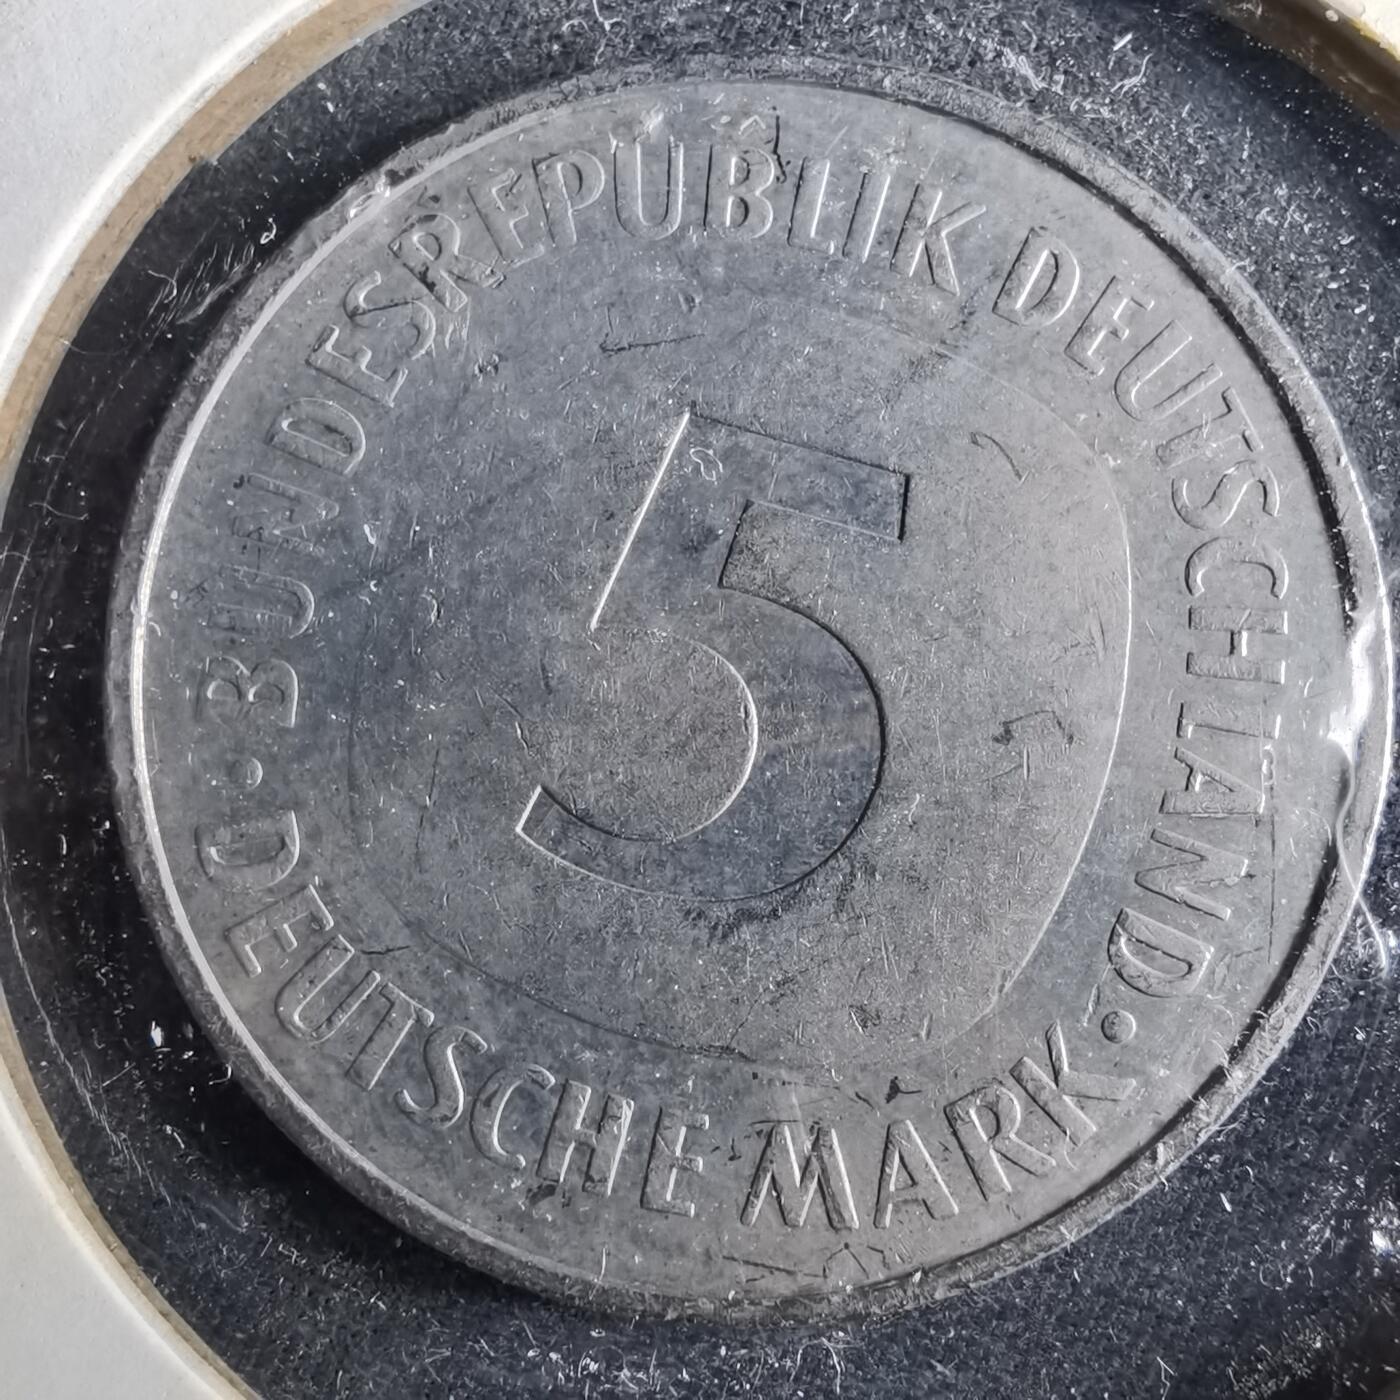 BUNDESREPUBLIK DEUTSCHLAND
5
DEUTSCHE MARK